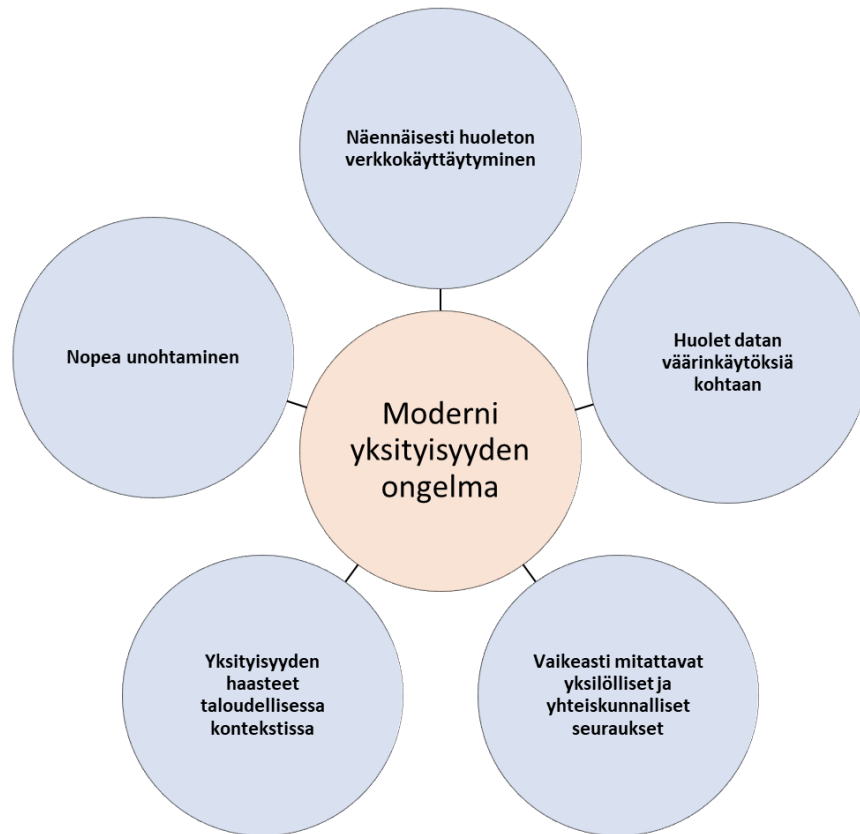 Näennäisesti huoleton
verkkokäyttäytyminen
Huolet datan
väärinkäytöksiä
kohtaan
Nopea unohtaminen
Moderni
yksityisyyden
ongelma
Yksityisyyden
haasteet
taloudellisessa
kontekstissa
Vaikeasti mitattavat
yksilölliset ja
yhteiskunnalliset
seuraukset